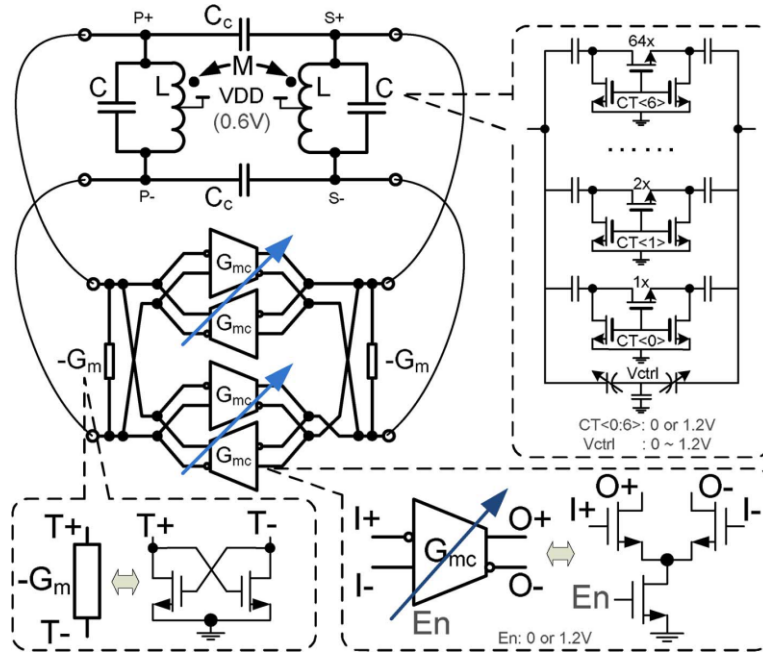 P+ Cc S+
C L M L C
VDD
(0.6V)
P- Cc S-
64x
CT<6>
......
2x
CT<1>
1x
CT<0>
Vctrl
CT<0:6>: 0 or 1.2V
Vctrl : 0 ~ 1.2V
Gmc
Gmc
-Gm -Gm
Gmc
Gmc
T+ T+ T-
-Gm
T-
I+ O+
Gmc
I- O-
En
O+ O-
I+ I-
En
En: 0 or 1.2V